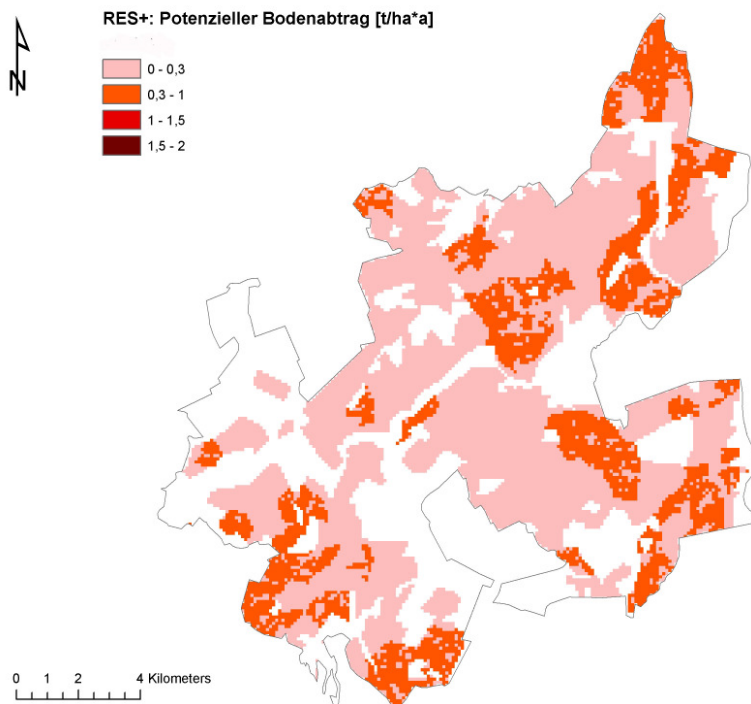 RES+: Potenzieller Bodenabtrag [t/ha*a]
N
0 - 0,3
0,3 - 1
1 - 1,5
1,5 - 2
0 1 2 4 Kilometers